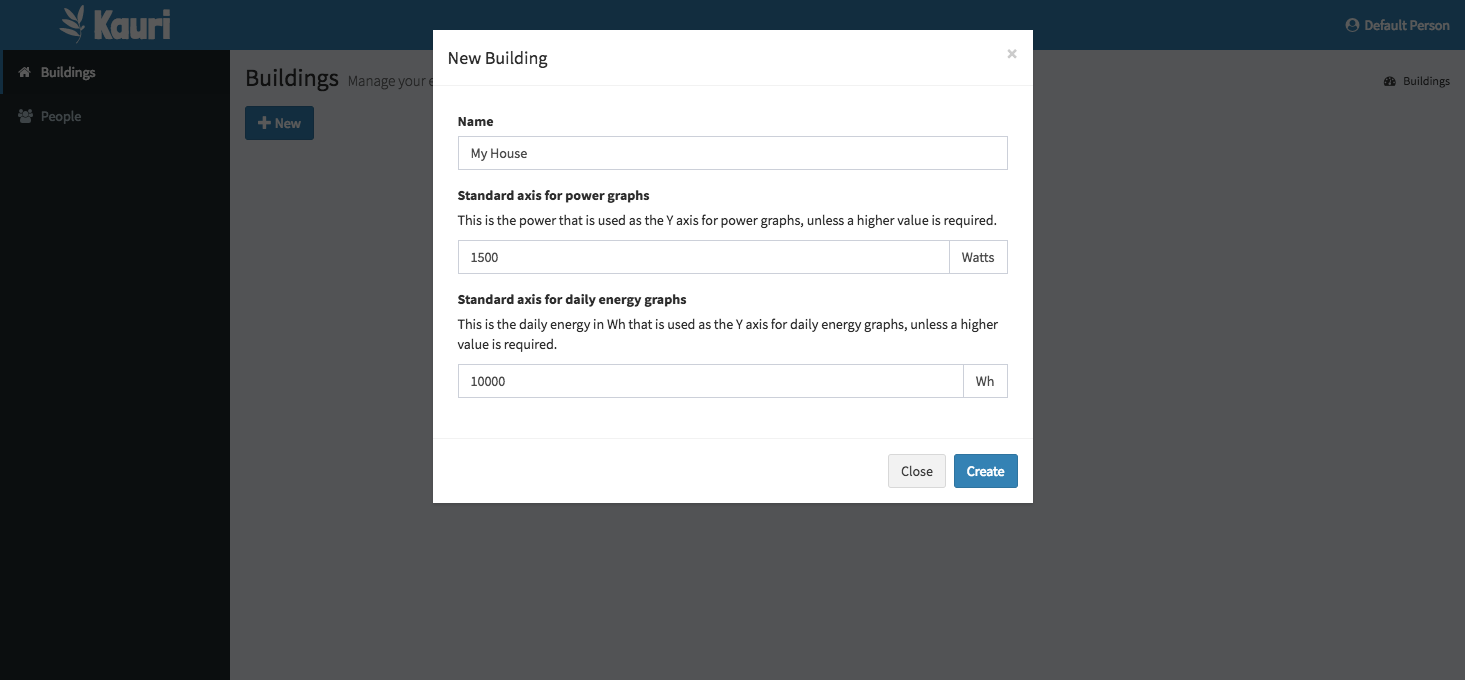 Kauri
Default Person
Buildings
People
Buildings Manage your e
Buildings
New
New Building
×
Name
My House
Standard axis for power graphs
This is the power that is used as the Y axis for power graphs, unless a higher value is required.
1500 Watts
Standard axis for daily energy graphs
This is the daily energy in Wh that is used as the Y axis for daily energy graphs, unless a higher
value is required.
10000 Wh
Close Create